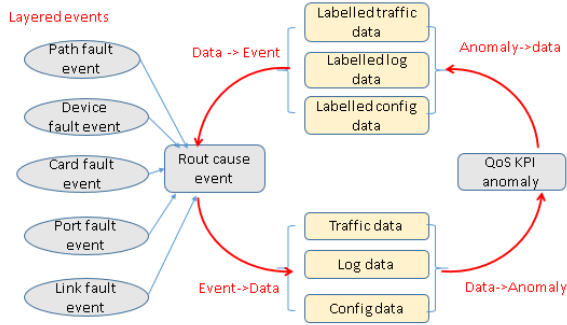 Layered events
Path fault
event
Device
fault event
Card fault
event
Port fault
event
Link fault
event
Data -> Event
Rout cause
event
Event->Data
Labelled traffic
data
Labelled log
data
Labelled config
data
Traffic data
Log data
Config data
Anomaly->data
QoS KPI
anomaly
Data->Anomaly